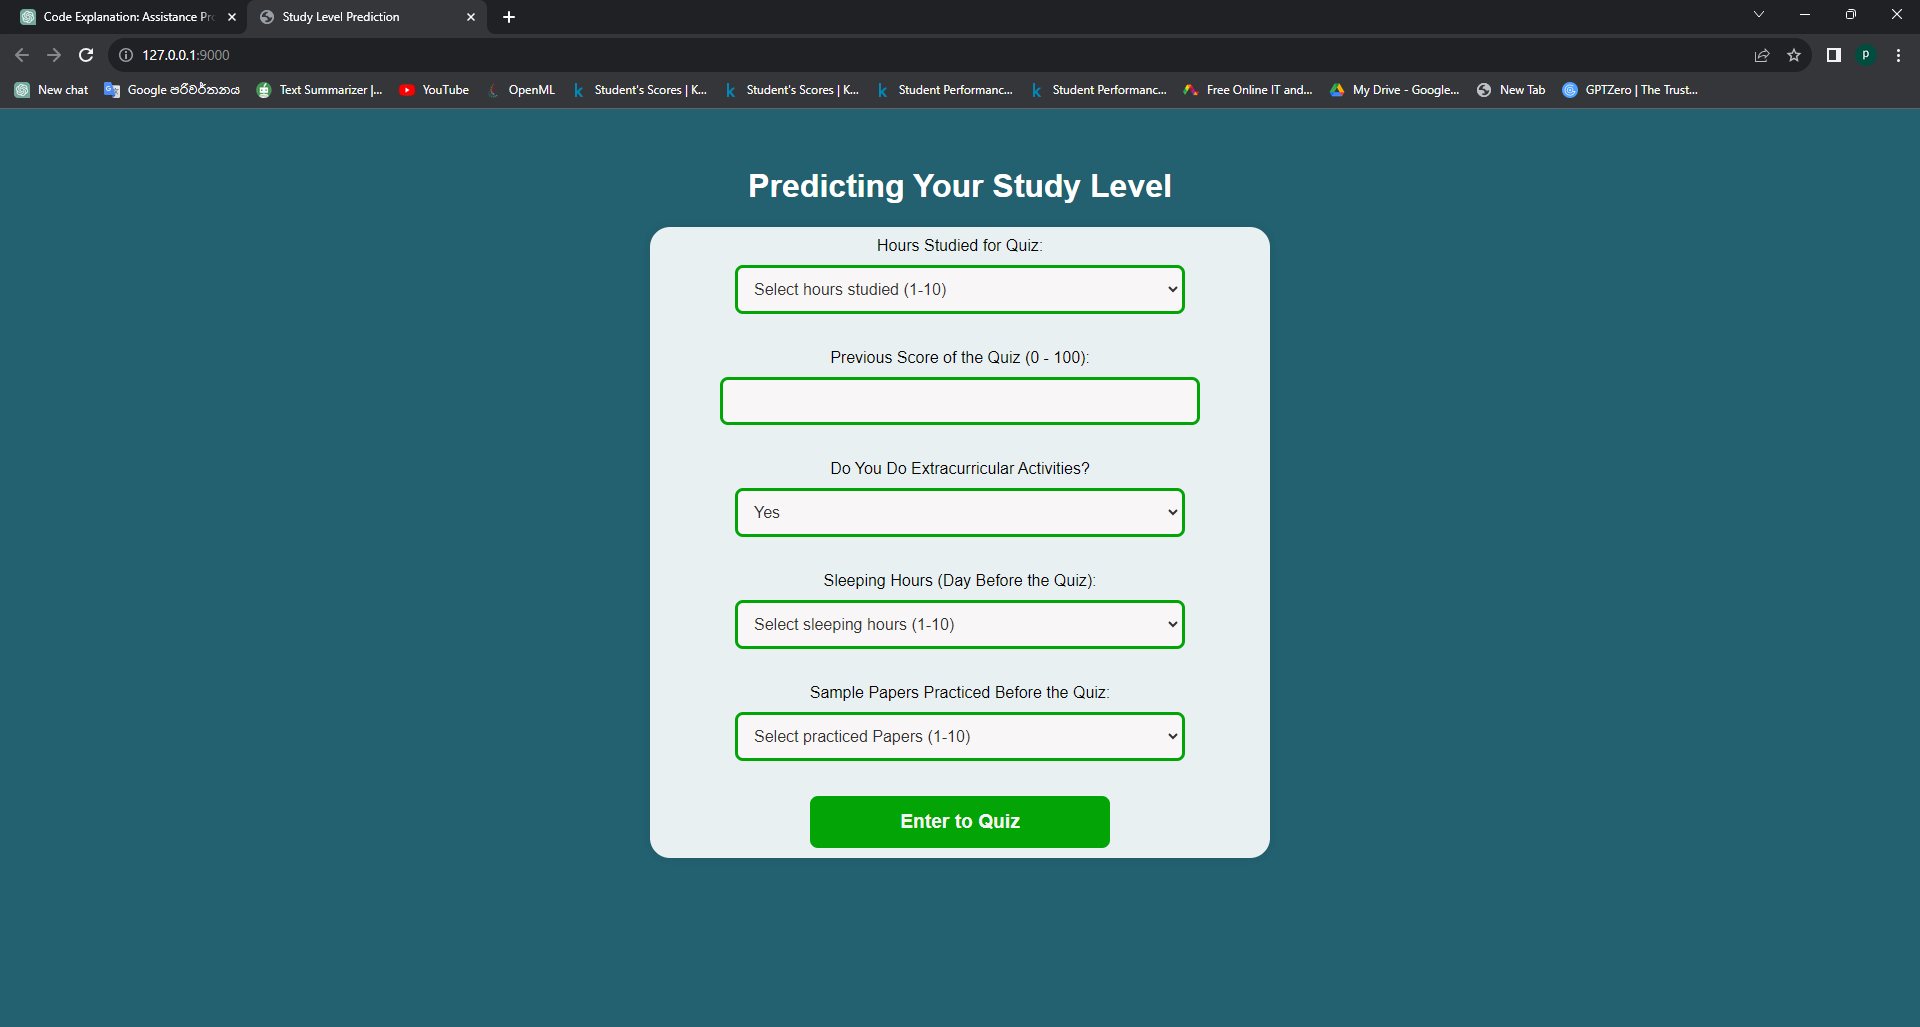 Code Explanation: Assistance Pr
Study Level Prediction
127.0.0.1:9000
P
New chat
Google පරිවර්තනය
Text Summarizer |...
YouTube
OpenML
Student's Scores | K...
Student's Scores | K...
Student Performanc...
Student Performanc...
Free Online IT and...
My Drive - Google...
New Tab
GPTZero | The Trust...
Predicting Your Study Level
Hours Studied for Quiz:
Select hours studied (1-10)
Previous Score of the Quiz (0 - 100):
Do You Do Extracurricular Activities?
Yes
Sleeping Hours (Day Before the Quiz):
Select sleeping hours (1-10)
Sample Papers Practiced Before the Quiz:
Select practiced Papers (1-10)
Enter to Quiz